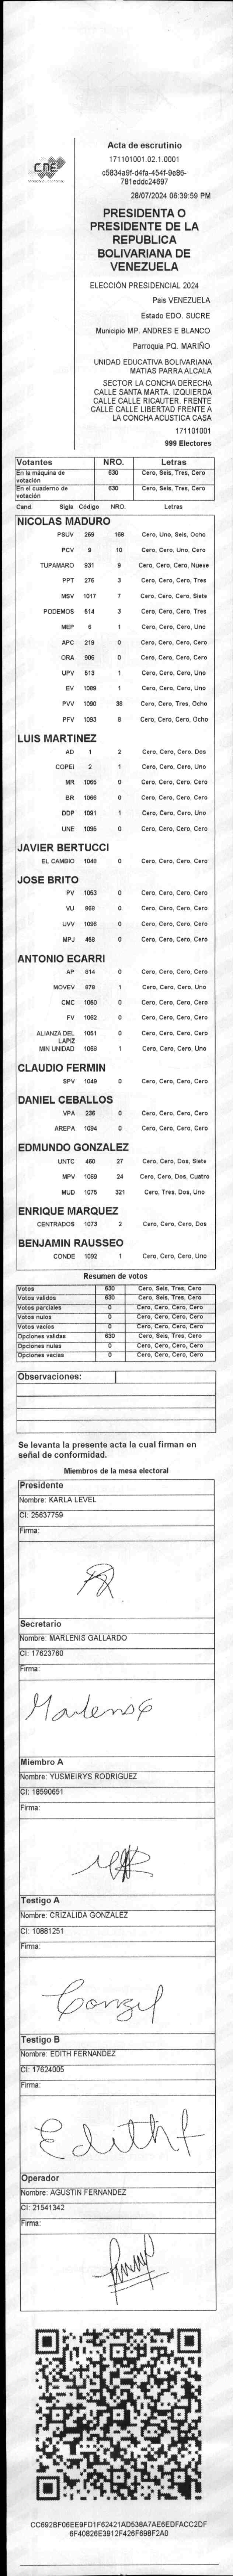 CNE
Acta de escrutinio
171101001.02.1.0001
c5834a9f-d4fa-454f-9e86-
781eddc24697
28/07/2024 06:39:59 PM
PRESIDENTA O
PRESIDENTE DE LA
REPUBLICA
BOLIVARIANA DE
VENEZUELA
ELECCIÓN PRESIDENCIAL 2024
Pais VENEZUELA
Estado EDO. SUCRE
Municipio MP. ANDRES E BLANCO
Parroquia PQ. MARIÑO
UNIDAD EDUCATIVA BOLIVARIANA
MATIAS PARRA ALCALA
SECTOR LA CONCHA DERECHA
CALLE SANTA MARTA. IZQUIERDA
CALLE CALLE RICAUTER. FRENTE
CALLE CALLE LIBERTAD FRENTE A
LA CONCHA ACUSTICA CASA
171101001
999 Electores
Votantes NRO. Letras
En la máquina de votación 630 Cero, Seis, Tres, Cero
En el cuaderno de votación 630 Cero, Seis, Tres, Cero
Cand. Sigla Código NRO. Letras
NICOLAS MADURO
PSUV 269 168 Cero, Uno, Seis, Ocho
PCV 9 10 Cero, Cero, Uno, Cero
TUPAMARO 931 9 Cero, Cero, Cero, Nueve
PPT 276 3 Cero, Cero, Cero, Tres
MSV 1017 7 Cero, Cero, Cero, Siete
PODEMOS 514 3 Cero, Cero, Cero, Tres
MEP 6 1 Cero, Cero, Cero, Uno
APC 219 0 Cero, Cero, Cero, Cero
ORA 906 0 Cero, Cero, Cero, Cero
UPV 513 1 Cero, Cero, Cero, Uno
EV 1089 1 Cero, Cero, Cero, Uno
PVV 1090 38 Cero, Cero, Tres, Ocho
PFV 1093 8 Cero, Cero, Cero, Ocho
LUIS MARTINEZ
AD 1 2 Cero, Cero, Cero, Dos
COPEI 2 1 Cero, Cero, Cero, Uno
MR 1065 0 Cero, Cero, Cero, Cero
BR 1066 0 Cero, Cero, Cero, Cero
DDP 1091 1 Cero, Cero, Cero, Uno
UNE 1095 0 Cero, Cero, Cero, Cero
JAVIER BERTUCCI
EL CAMBIO 1048 0 Cero, Cero, Cero, Cero
JOSE BRITO
PV 1053 0 Cero, Cero, Cero, Cero
VU 868 0 Cero, Cero, Cero, Cero
UVV 1096 0 Cero, Cero, Cero, Cero
MPJ 458 0 Cero, Cero, Cero, Cero
ANTONIO ECARRI
AP 814 0 Cero, Cero, Cero, Cero
MOVEV 878 1 Cero, Cero, Cero, Uno
CMC 1050 0 Cero, Cero, Cero, Cero
FV 1062 0 Cero, Cero, Cero, Cero
ALIANZA DEL LAPIZ 1051 0 Cero, Cero, Cero, Cero
MIN UNIDAD 1068 1 Cero, Cero, Cero, Uno
CLAUDIO FERMIN
SPV 1049 0 Cero, Cero, Cero, Cero
DANIEL CEBALLOS
VPA 236 0 Cero, Cero, Cero, Cero
AREPA 1094 0 Cero, Cero, Cero, Cero
EDMUNDO GONZALEZ
UNTC 460 27 Cero, Cero, Dos, Siete
MPV 1069 24 Cero, Cero, Dos, Cuatro
MUD 1075 321 Cero, Tres, Dos, Uno
ENRIQUE MARQUEZ
CENTRADOS 1073 2 Cero, Cero, Cero, Dos
BENJAMIN RAUSSEO
CONDE 1092 1 Cero, Cero, Cero, Uno
Resumen de votos
Votos 630 Cero, Seis, Tres, Cero
Votos validos 630 Cero, Seis, Tres, Cero
Votos parciales 0 Cero, Cero, Cero, Cero
Votos nulos 0 Cero, Cero, Cero, Cero
Votos vacios 0 Cero, Cero, Cero, Cero
Opciones validas 630 Cero, Seis, Tres, Cero
Opciones nulas 0 Cero, Cero, Cero, Cero
Opciones vacias 0 Cero, Cero, Cero, Cero
Observaciones:
Se levanta la presente acta la cual firman en
señal de conformidad.
Miembros de la mesa electoral
Presidente
Nombre: KARLA LEVEL
CI: 25637759
Firma:
Secretario
Nombre: MARLENIS GALLARDO
CI: 17623760
Firma:
Marlenis G
Miembro A
Nombre: YUSMEIRYS RODRIGUEZ
CI: 18590651
Firma:
Testigo A
Nombre: CRIZALIDA GONZALEZ
CI: 10881251
Firma:
Testigo B
Nombre: EDITH FERNANDEZ
CI: 17624005
Firma:
Edith f
Operador
Nombre: AGUSTIN FERNANDEZ
CI: 21541342
Firma:
CC692BF06EE9FD1F62421AD538A7AE6EDFACC2DF
6F40826E3912F426F698F2A0